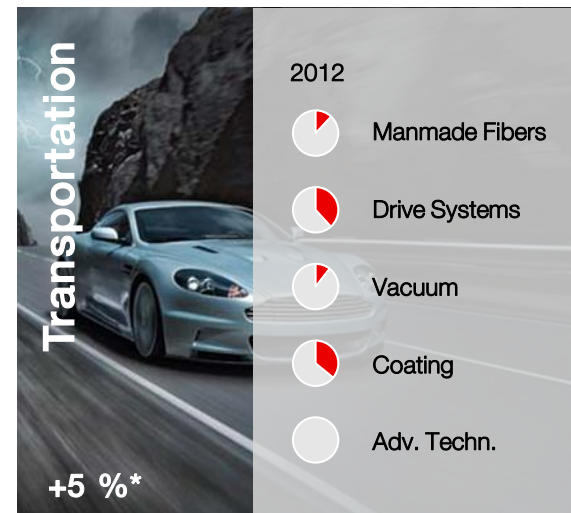 Transportation
+5 %*
2012
Manmade Fibers
Drive Systems
Vacuum
Coating
Adv. Techn.